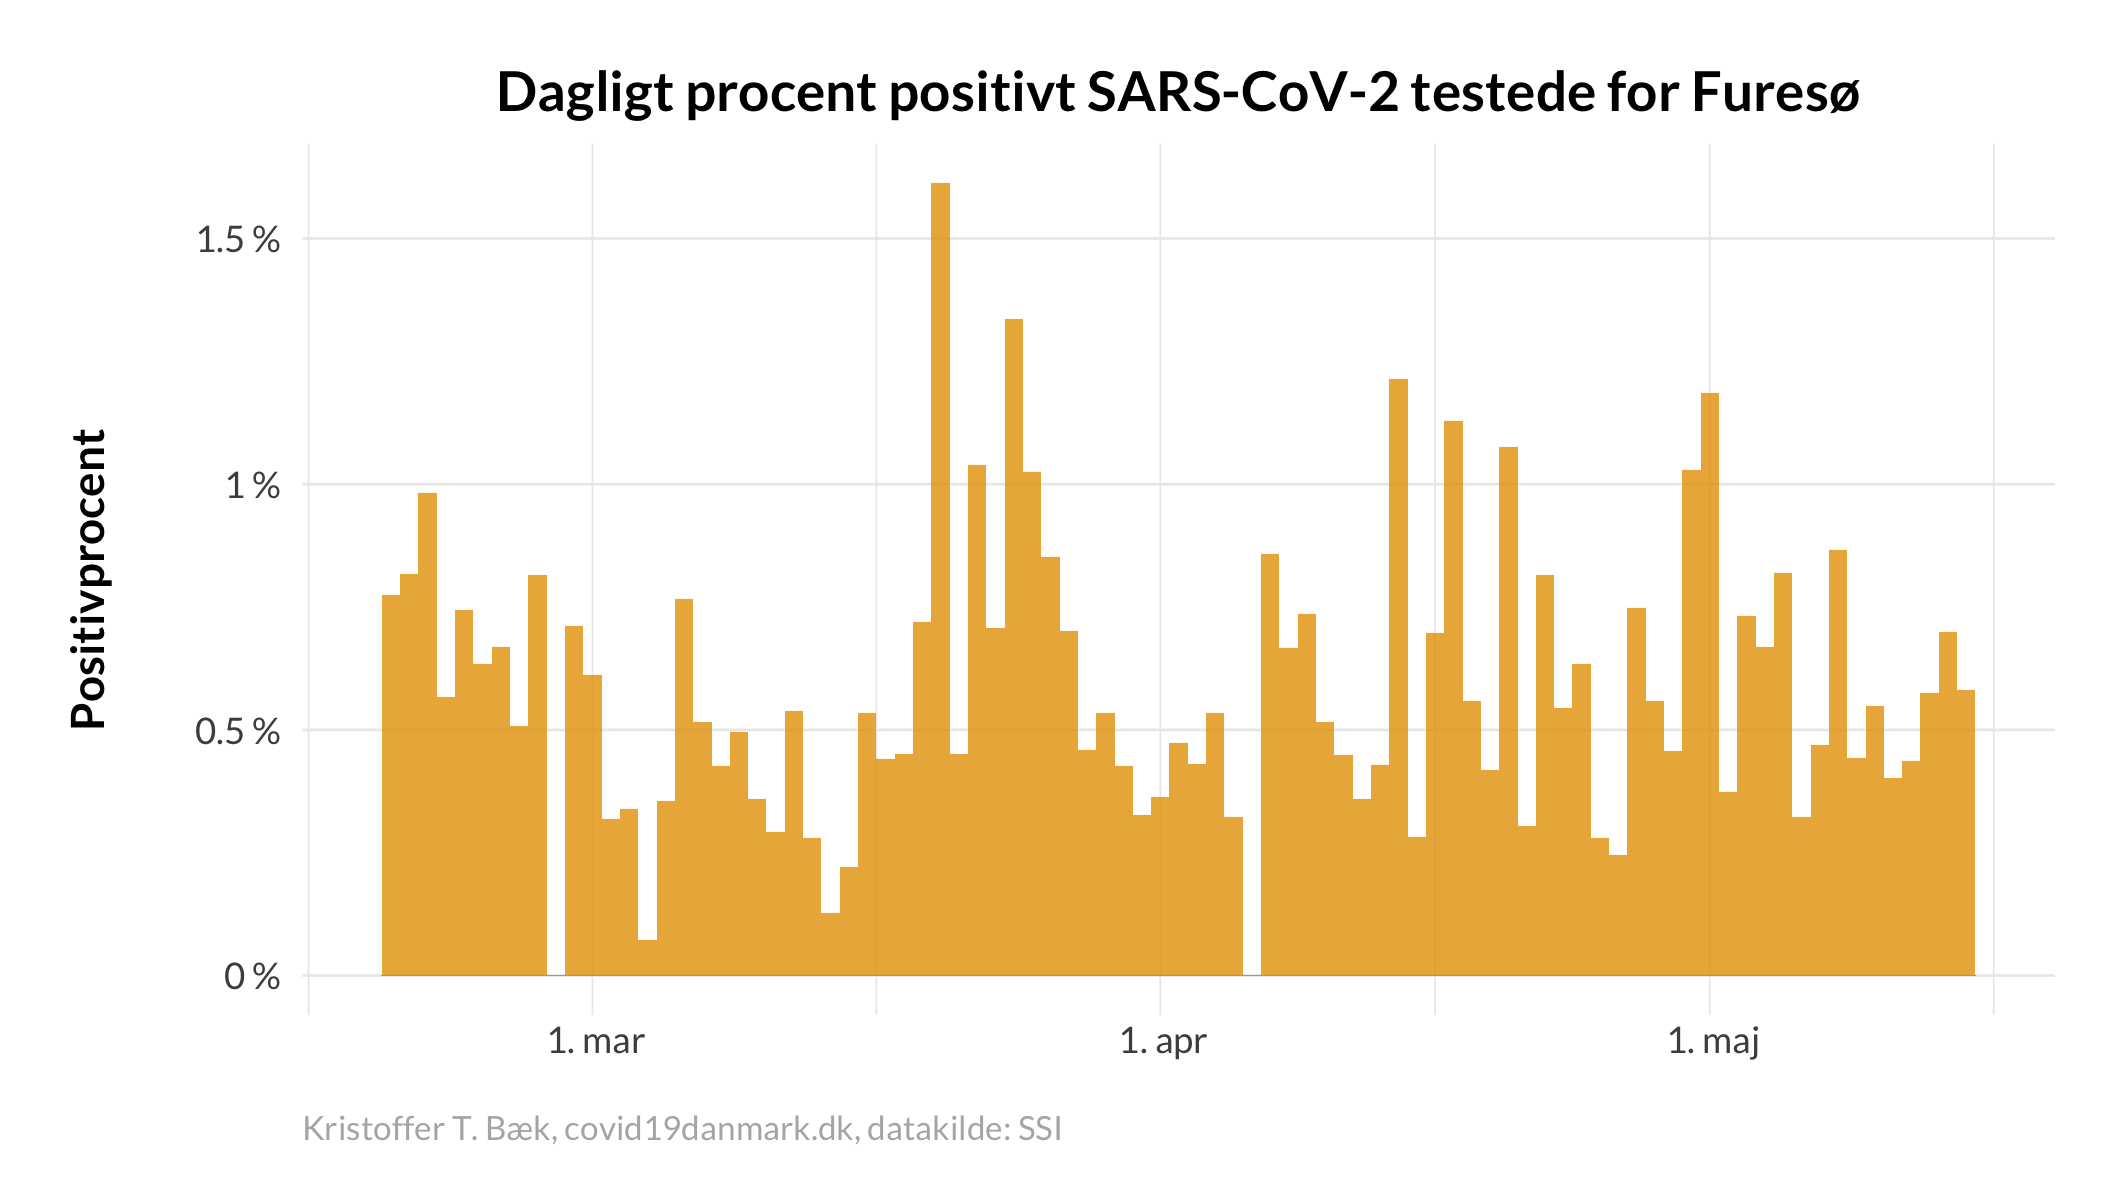 Dagligt procent positivt SARS-CoV-2 testede for Furesø
Positivprocent
1.5 %
1 %
0.5 %
0 %
1. mar
1. apr
1. maj
Kristoffer T. Bæk, covid19danmark.dk, datakilde: SSI